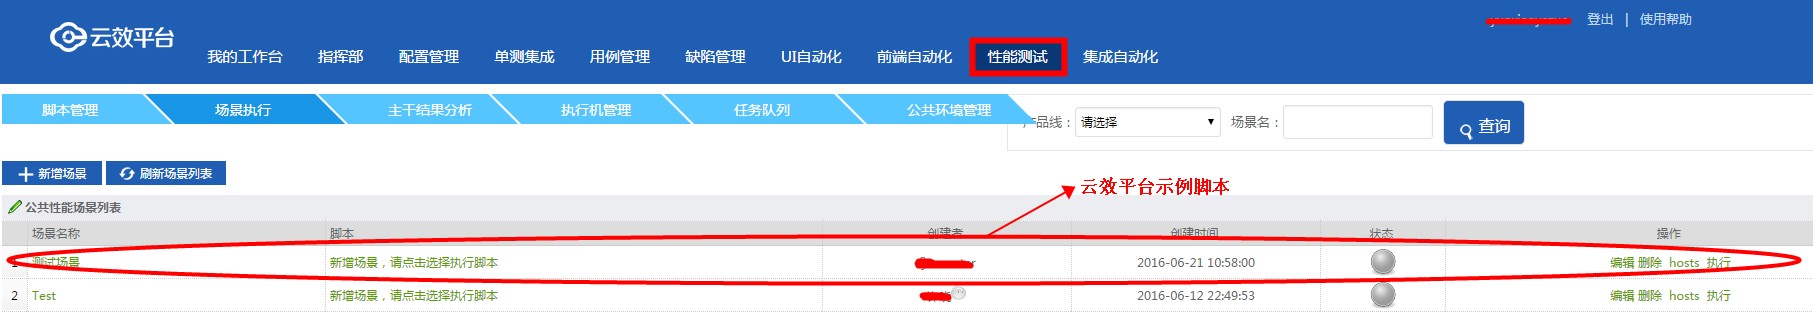 登出 | 使用帮助
云效平台
我的工作台 指挥部 配置管理 单测集成 用例管理 缺陷管理 UI自动化 前端自动化 性能测试 集成自动化
脚本管理 场景执行 主干结果分析 执行机管理 任务队列 公共环境管理
产品线： 请选择 场景名： 查询
新增场景 刷新场景列表
云效平台示例脚本
公共性能场景列表
场景名称 脚本 创建者 创建时间 状态 操作
1 测试场景 新增场景，请点击选择执行脚本 2016-06-21 10:58:00 编辑 删除 hosts 执行
2 Test 新增场景，请点击选择执行脚本 2016-06-12 22:49:53 编辑 删除 hosts 执行